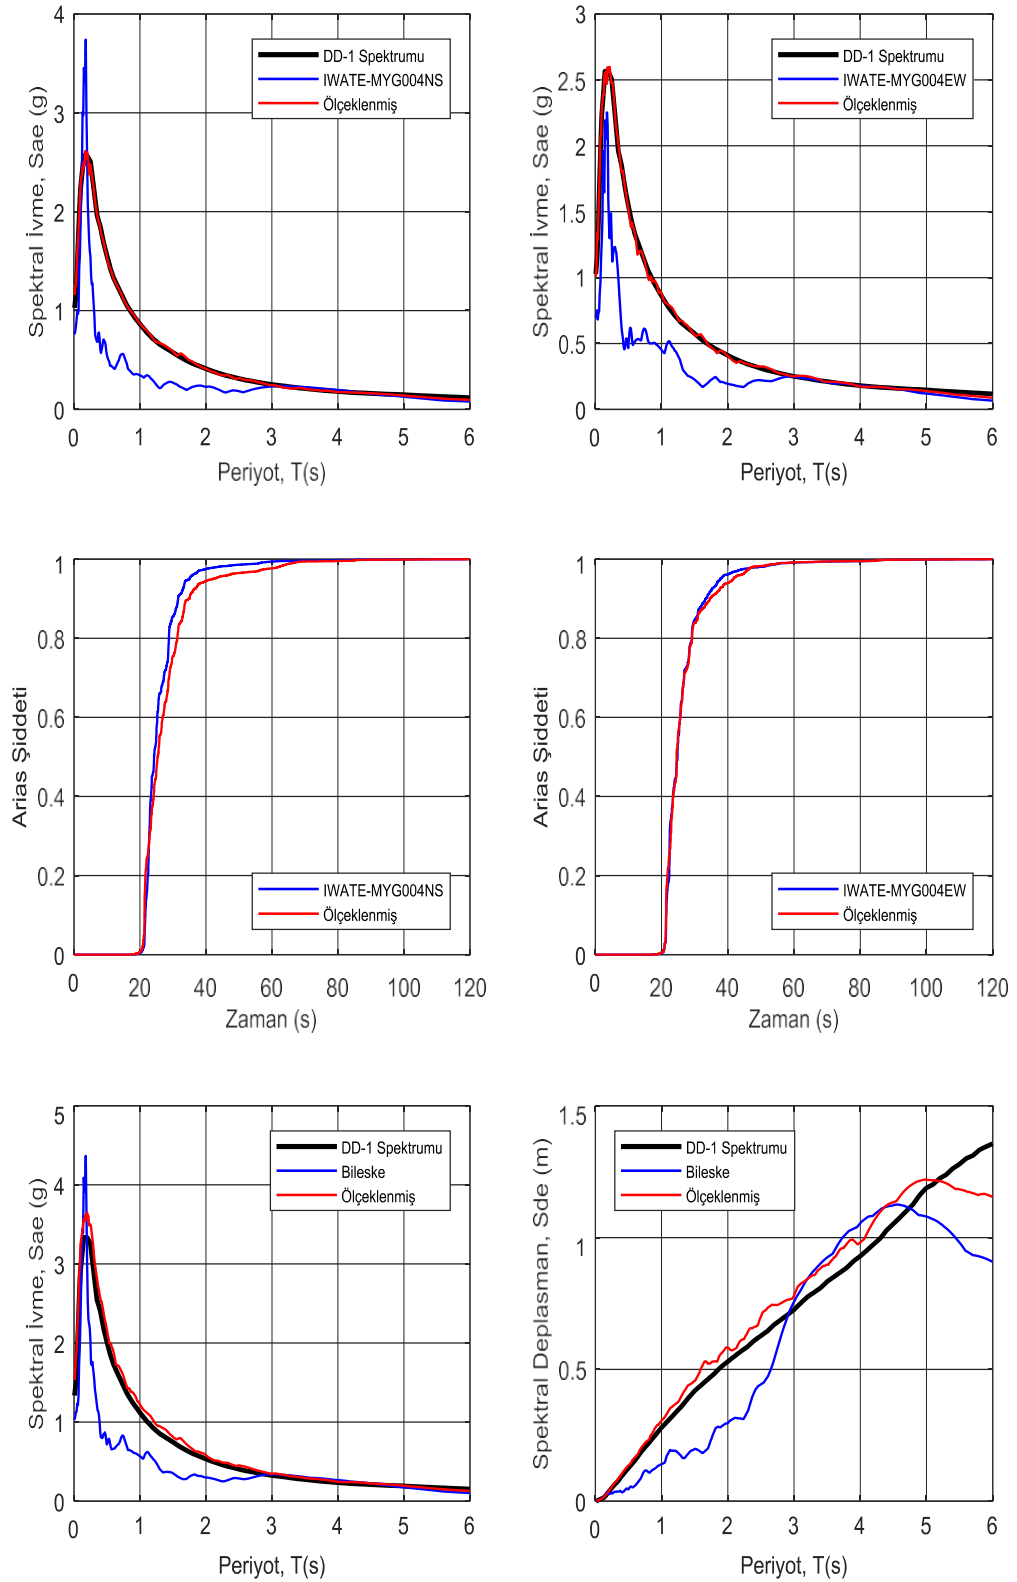 4
3
2
1
0
Spektral İvme, Sae (g)
DD-1 Spektrumu
IWATE-MYG004NS
Ölçeklenmiş
0 1 2 3 4 5 6
Periyot, T(s)
3
2.5
2
1.5
1
0.5
0
Spektral İvme, Sae (g)
DD-1 Spektrumu
IWATE-MYG004EW
Ölçeklenmiş
0 1 2 3 4 5 6
Periyot, T(s)
1
0.8
0.6
0.4
0.2
0
Arias Şiddeti
IWATE-MYG004NS
Ölçeklenmiş
0 20 40 60 80 100 120
Zaman (s)
1
0.8
0.6
0.4
0.2
0
Arias Şiddeti
IWATE-MYG004EW
Ölçeklenmiş
0 20 40 60 80 100 120
Zaman (s)
5
4
3
2
1
0
Spektral İvme, Sae (g)
DD-1 Spektrumu
Bileske
Ölçeklenmiş
0 1 2 3 4 5 6
Periyot, T(s)
1.5
1
0.5
0
Spektral Deplasman, Sde (m)
DD-1 Spektrumu
Bileske
Ölçeklenmiş
0 1 2 3 4 5 6
Periyot, T(s)